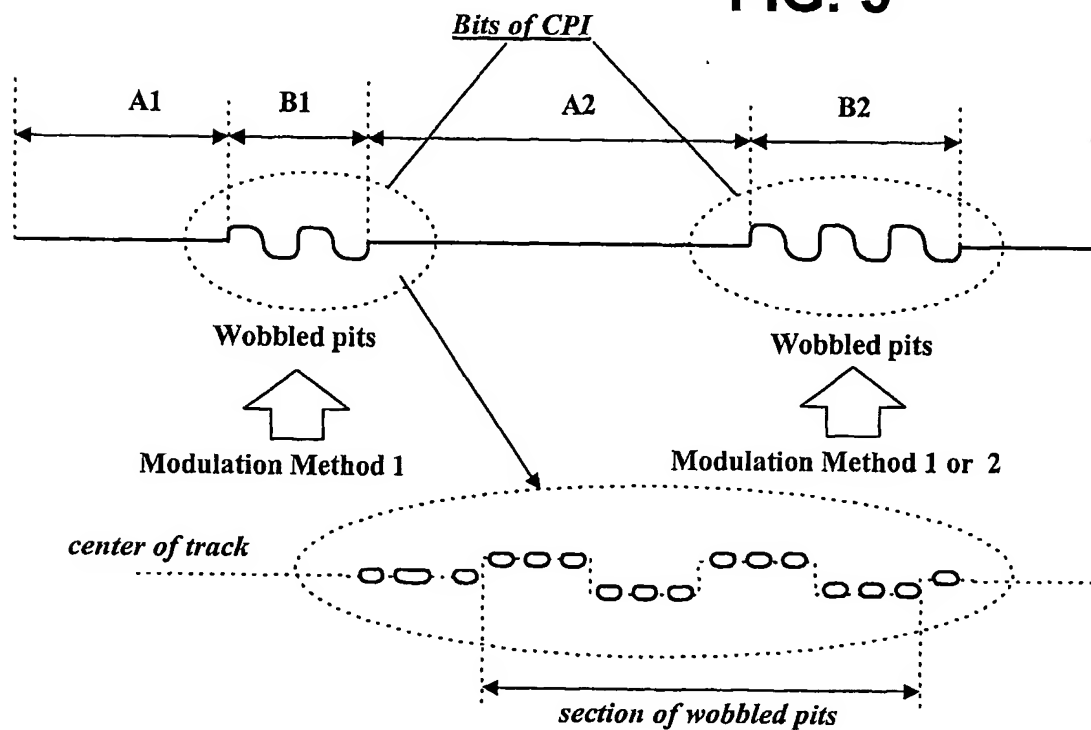 Bits of CPI
A1 B1 A2 B2
Wobbled pits Wobbled pits
Modulation Method 1 Modulation Method 1 or 2
center of track
section of wobbled pits